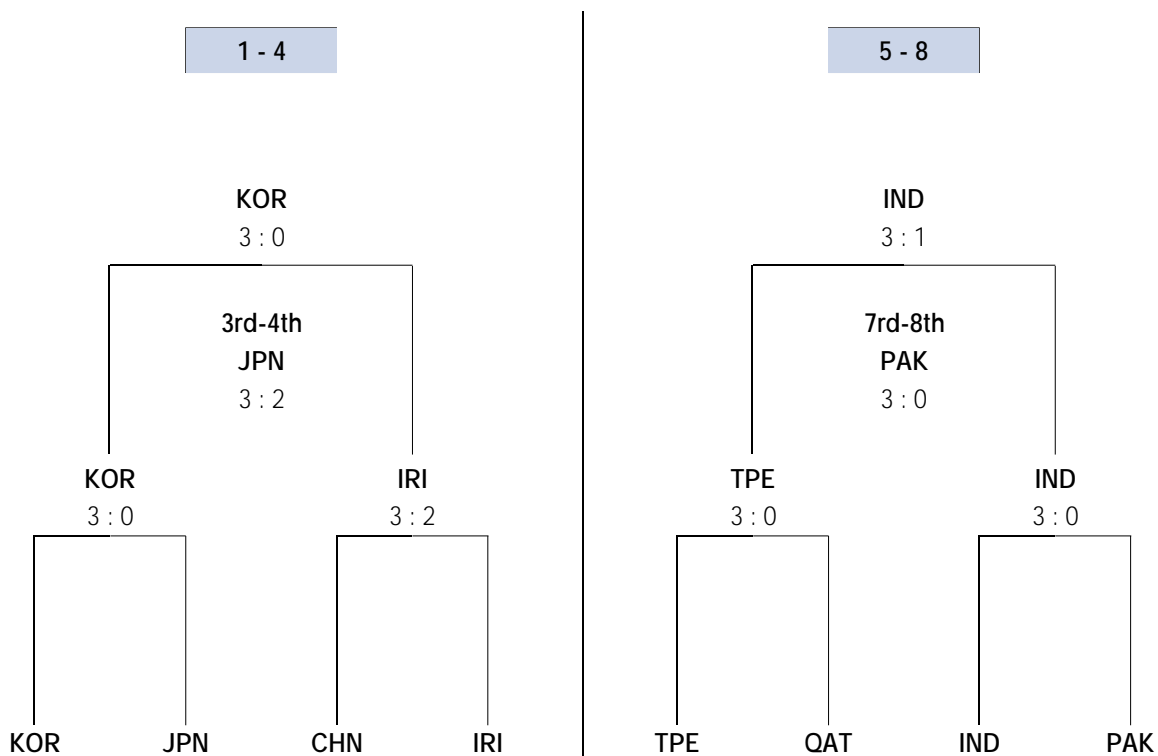 1 - 4
KOR
3 : 0
3rd-4th
JPN
3 : 2
KOR
IRI
3 : 0
3 : 2
KOR
JPN
CHN
IRI
5 - 8
IND
3 : 1
7rd-8th
PAK
3 : 0
TPE
IND
3 : 0
3 : 0
TPE
QAT
IND
PAK